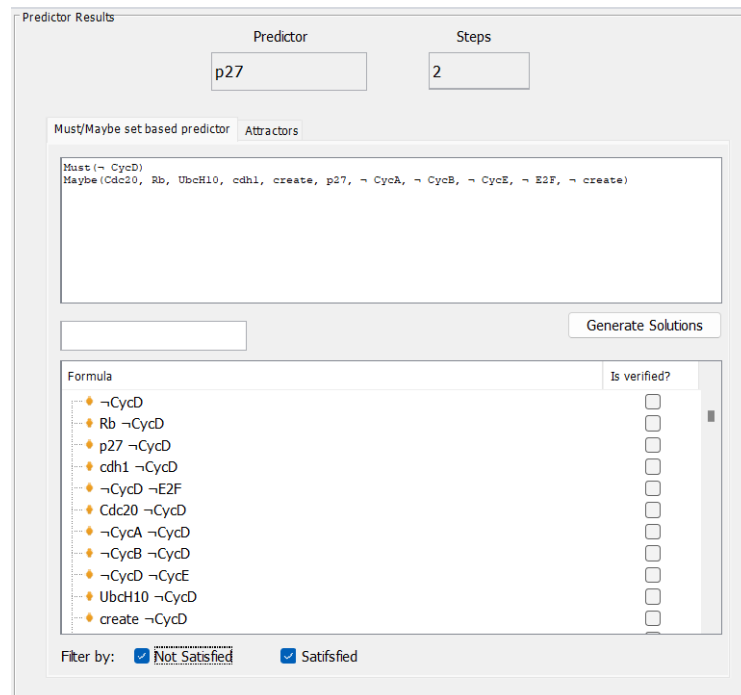 Predictor Results
Predictor Steps
p27 2
Must/Maybe set based predictor Attractors
Must(¬ CycD)
Maybe(Cdc20, Rb, UbcH10, cdh1, create, p27, ¬ CycA, ¬ CycB, ¬ CycE, ¬ E2F, ¬ create)
Generate Solutions
Formula Is verified?
¬CycD
Rb ¬CycD
p27 ¬CycD
cdh1 ¬CycD
¬CycD ¬E2F
Cdc20 ¬CycD
¬CycA ¬CycD
¬CycB ¬CycD
¬CycD ¬CycE
UbcH10 ¬CycD
create ¬CycD
Filter by: Not Satisfied Satifsfied